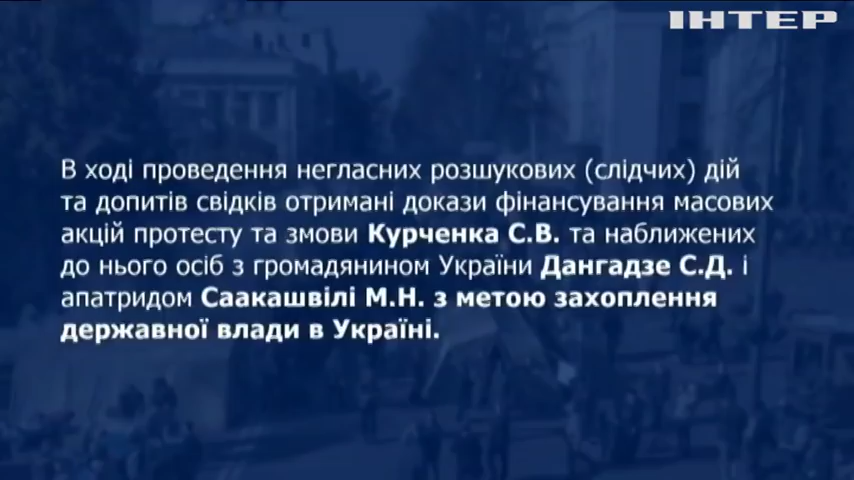 ІНТЕР
В ході проведення негласних розшукових (слідчих) дій
та допитів свідків отримані докази фінансування масових
акцій протесту та змови Курченка С.В. та наближених
до нього осіб з громадянином України Дангадзе С.Д. і
апатридом Саакашвілі М.Н. з метою захоплення
державної влади в Україні.